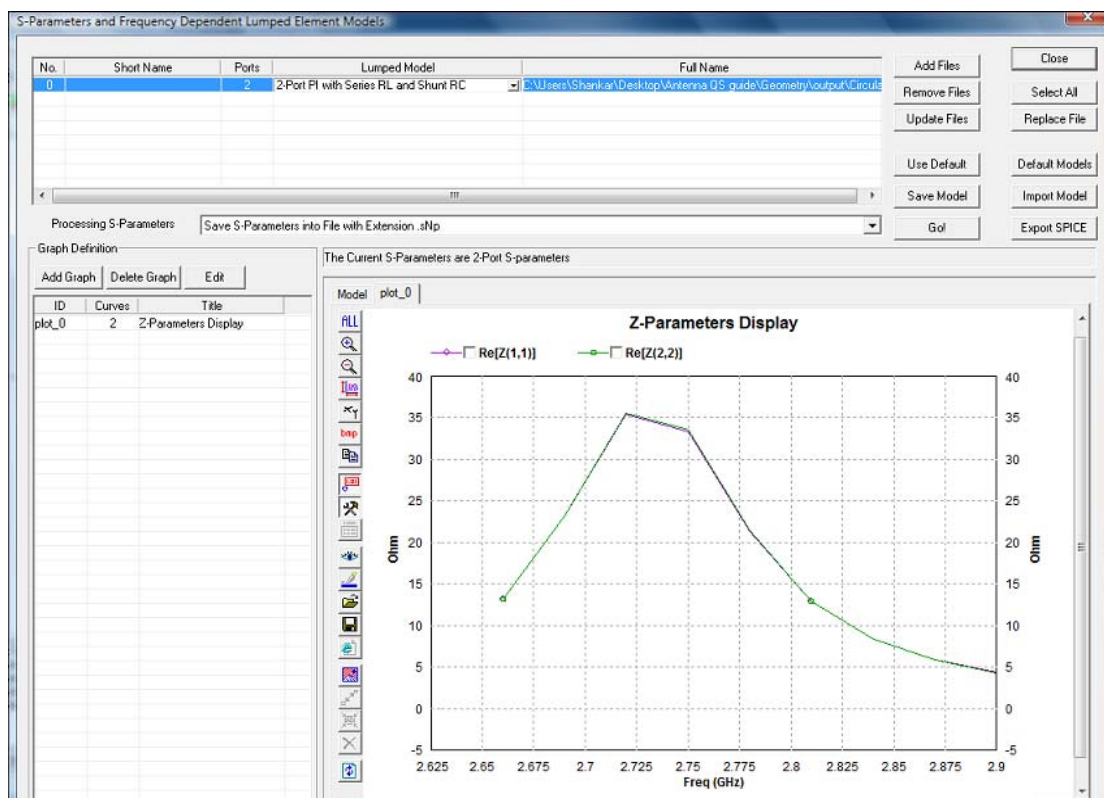 S-Parameters and Frequency Dependent Lumped Element Models
No. Short Name Ports Lumped Model Full Name
0 2 2-Port PI with Series RL and Shunt RC C:\Users\Shankar\Desktop\Antenna QS guide\Geometry\output\Circula
Add Files Close
Remove Files Select All
Update Files Replace File
Use Default Default Models
Save Model Import Model
Processing S-Parameters Save S-Parameters into File with Extension .sNp Go! Export SPICE
Graph Definition
The Current S-Parameters are 2-Port S-parameters
Add Graph Delete Graph Edit
ID Curves Title
plot_0 2 Z-Parameters Display
Model plot_0
ALL
XY
bmp
Z-Parameters Display
Re[Z(1,1)] Re[Z(2,2)]
40 40
35 35
30 30
25 25
20 20
Ohm Ohm
15 15
10 10
5 5
0 0
-5 -5
2.625 2.65 2.675 2.7 2.725 2.75 2.775 2.8 2.825 2.85 2.875 2.9
Freq (GHz)